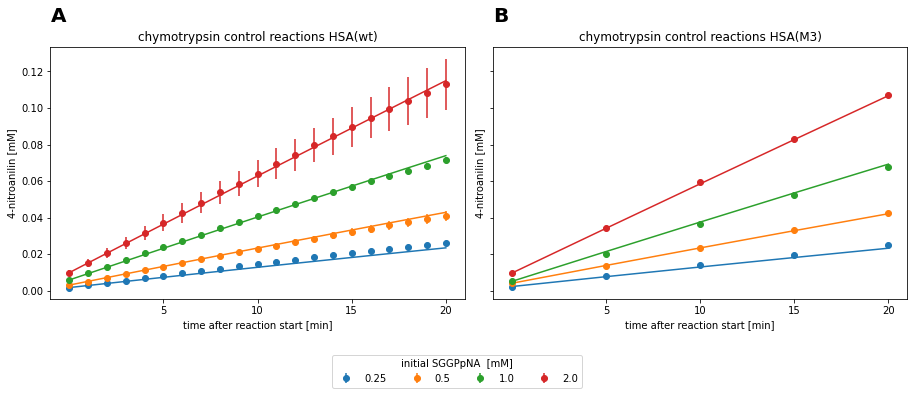 A
B
chymotrypsin control reactions HSA(wt)
chymotrypsin control reactions HSA(M3)
4-nitroanilin [mM]
0.12
0.10
0.08
0.06
0.04
0.02
0.00
5
10
15
20
time after reaction start [min]
4-nitroanilin [mM]
5
10
15
20
time after reaction start [min]
initial SGGPpNA [mM]
0.25 0.5 1.0 2.0